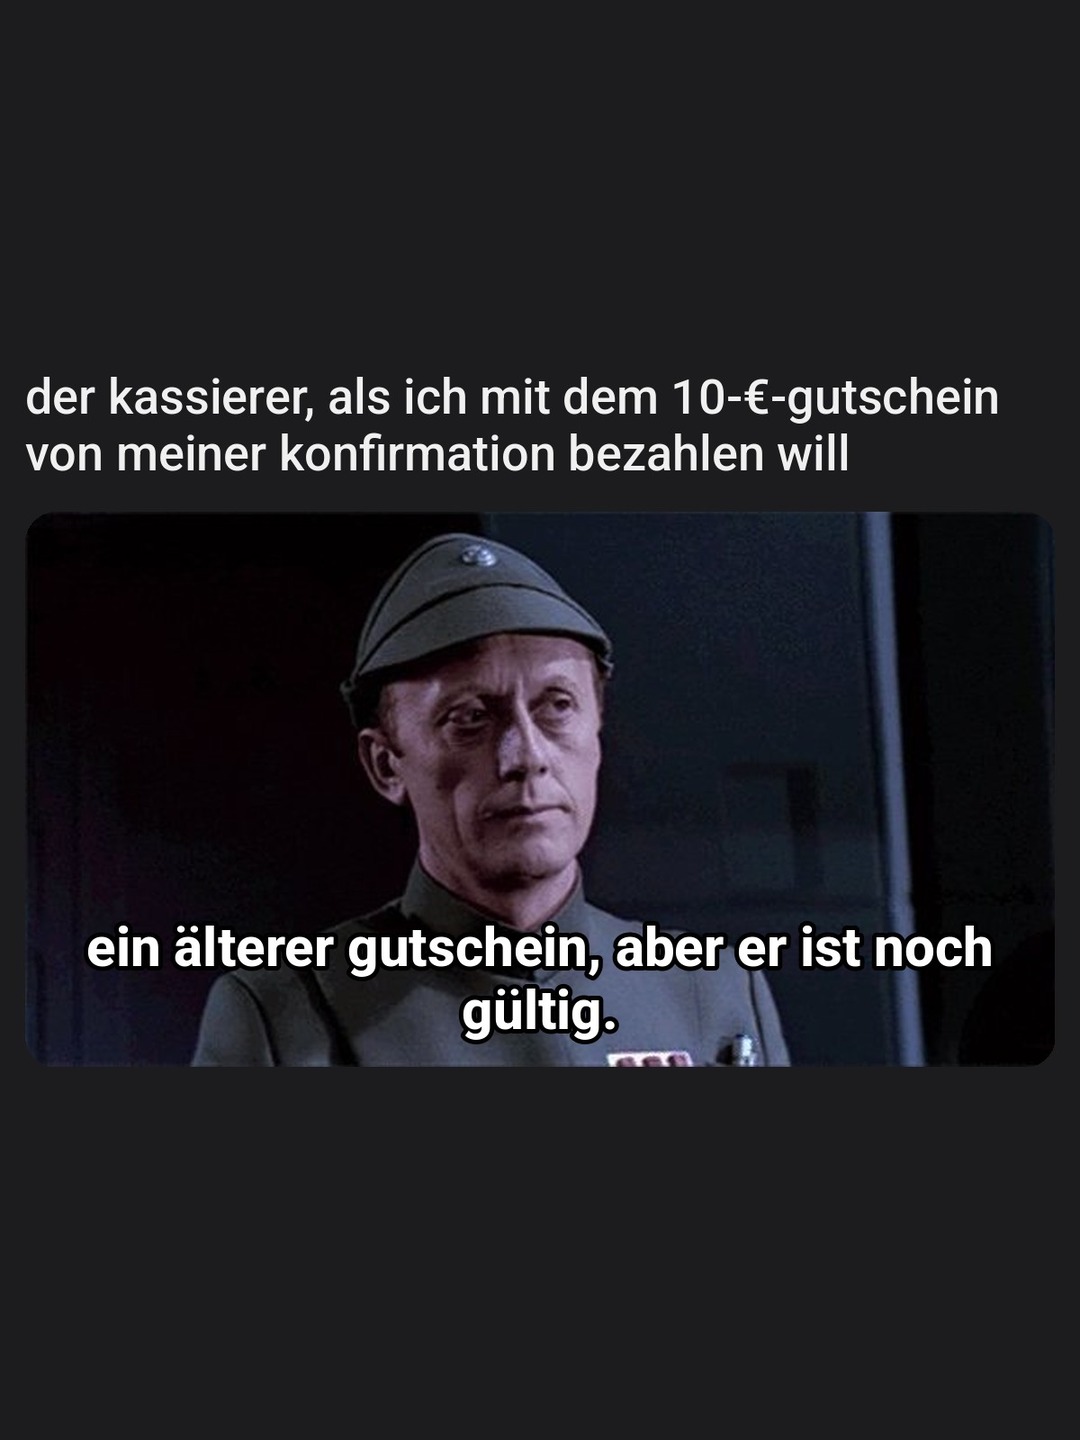 der kassierer, als ich mit dem 10-€-gutschein
von meiner konfirmation bezahlen will
ein älterer gutschein, aber er ist noch
gültig.